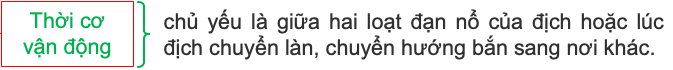 Thời cơ
vận động
chủ yếu là giữa hai loạt đạn nổ của địch hoặc lúc
địch chuyển làn, chuyển hướng bắn sang nơi khác.